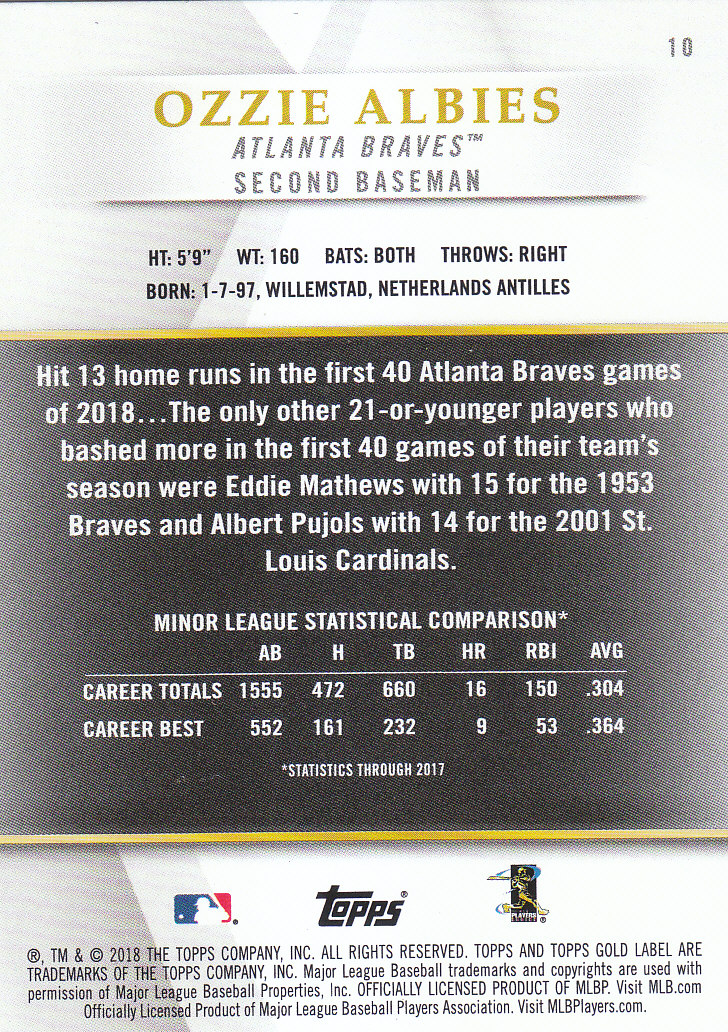 10
OZZIE ALBIES
ATLANTA BRAVES™
SECOND BASEMAN
HT: 5'9" WT: 160 BATS: BOTH THROWS: RIGHT
BORN: 1-7-97, WILLEMSTAD, NETHERLANDS ANTILLES
Hit 13 home runs in the first 40 Atlanta Braves games
of 2018...The only other 21-or-younger players who
bashed more in the first 40 games of their team's
season were Eddie Mathews with 15 for the 1953
Braves and Albert Pujols with 14 for the 2001 St.
Louis Cardinals.
MINOR LEAGUE STATISTICAL COMPARISON*
AB H TB HR RBI AVG
CAREER TOTALS 1555 472 660 16 150 .304
CAREER BEST 552 161 232 9 53 .364
*STATISTICS THROUGH 2017
topps®
PLAYERS
®, TM & © 2018 THE TOPPS COMPANY, INC. ALL RIGHTS RESERVED. TOPPS AND TOPPS GOLD LABEL ARE
TRADEMARKS OF THE TOPPS COMPANY, INC. Major League Baseball trademarks and copyrights are used with
permission of Major League Baseball Properties, Inc. OFFICIALLY LICENSED PRODUCT OF MLBP. Visit MLB.com
Officially Licensed Product of Major League Baseball Players Association. Visit MLBPlayers.com.